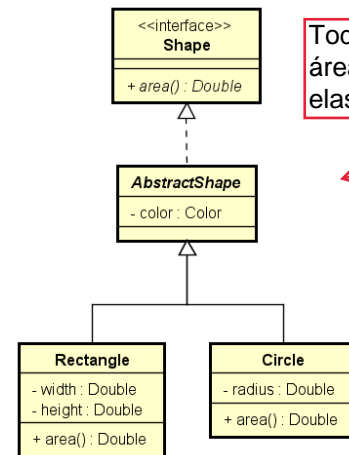 <<interface>>
Shape
+ area() : Double
AbstractShape
- color : Color
Rectangle
- width : Double
- height : Double
+ area() : Double
Circle
- radius : Double
+ area() : Double
elas